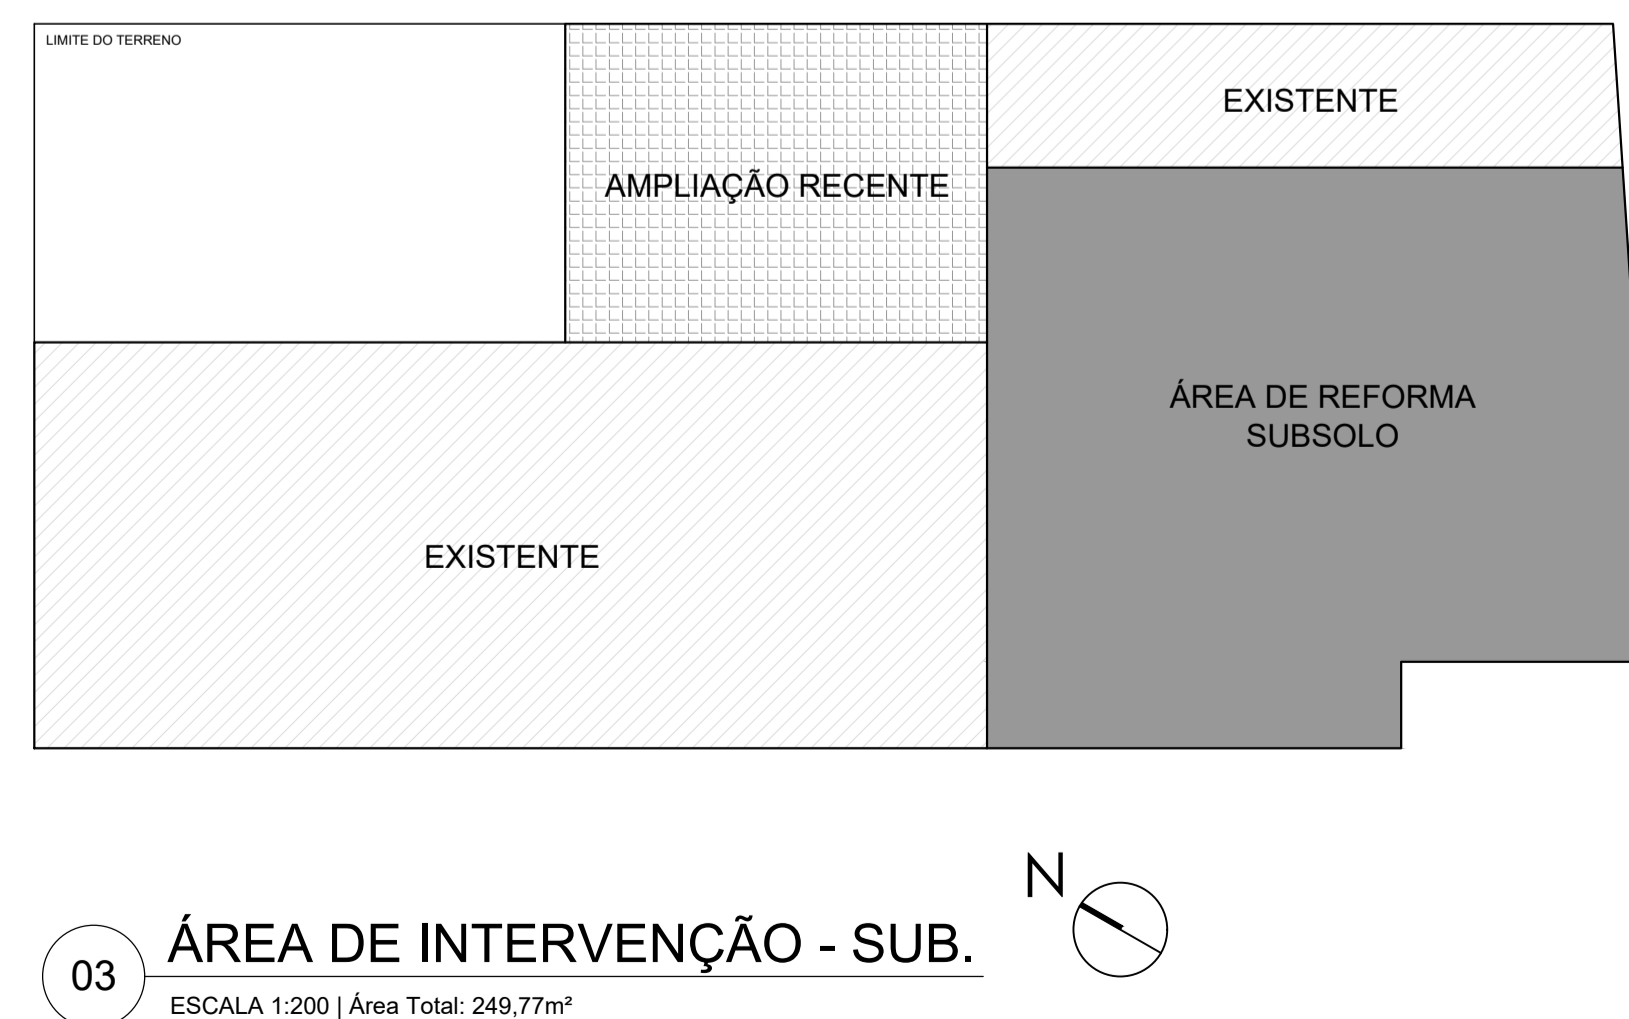 LIMITE DO TERRENO
EXISTENTE
AMPLIAÇÃO RECENTE
ÁREA DE REFORMA
SUBSOLO
EXISTENTE
N
03
ÁREA DE INTERVENÇÃO - SUB.
ESCALA 1:200 | Área Total: 249,77m²